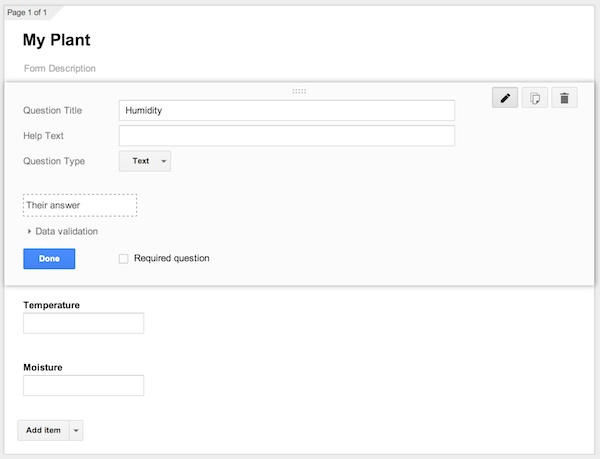 Page 1 of 1
My Plant
Form Description
Question Title Humidity
Help Text
Question Type Text
Their answer
Data validation
Done Required question
Temperature
Moisture
Add item